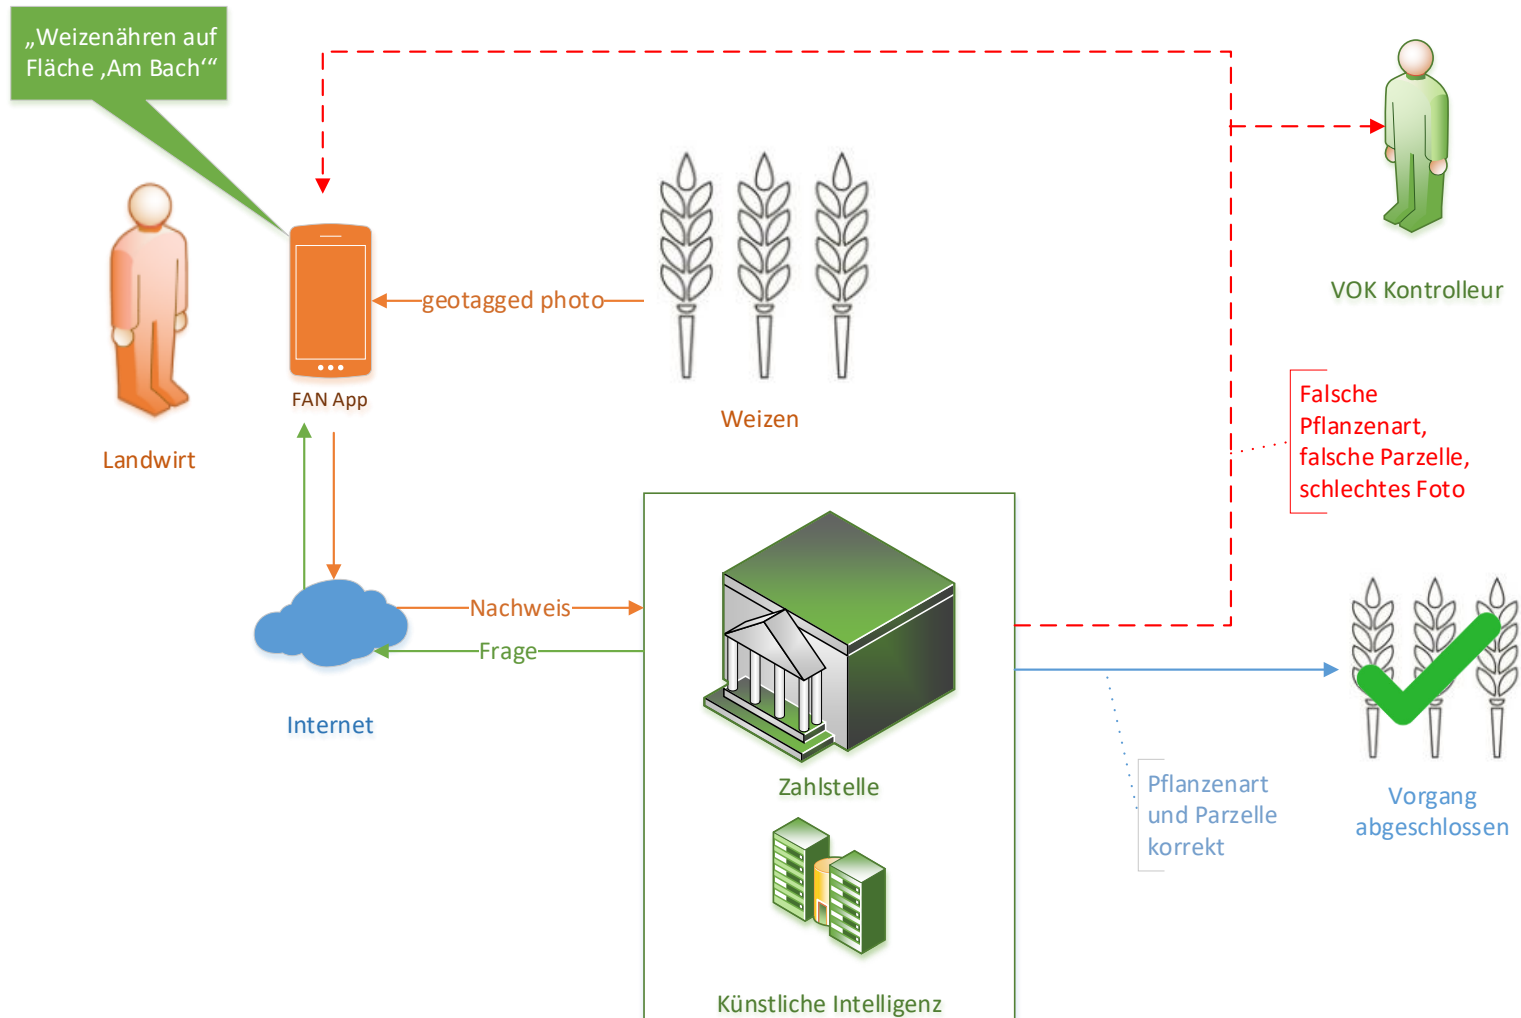 „Weizenähren auf
Fläche ‚Am Bach‘“
geotagged photo
VOK Kontrolleur
FAN App
Weizen
Landwirt
Falsche
Pflanzenart,
falsche Parzelle,
schlechtes Foto
Nachweis
Frage
Internet
Zahlstelle
Pflanzenart
und Parzelle
korrekt
Vorgang
abgeschlossen
Künstliche Intelligenz